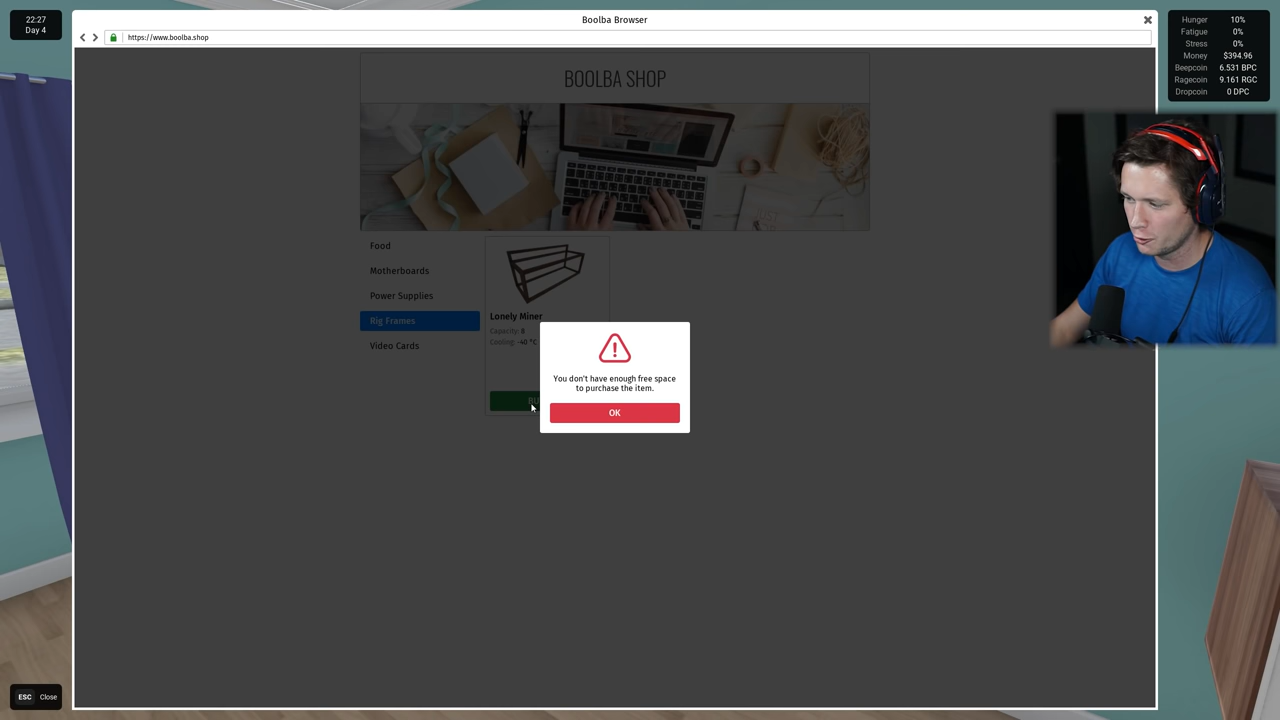 22:27
Day 4
Boolba Browser
https://www.boolba.shop
Hunger 10%
Fatigue 0%
Stress 0%
Money $394.96
Beepcoin 6.531 BPC
Ragecoin 9.161 RGC
Dropcoin 0 DPC
BOOLBA SHOP
Food
Motherboards
Power Supplies
Rig Frames
Video Cards
Lonely Miner
Capacity: 8
Cooling: -40 °C
You don't have enough free space
to purchase the item.
OK
ESC Close